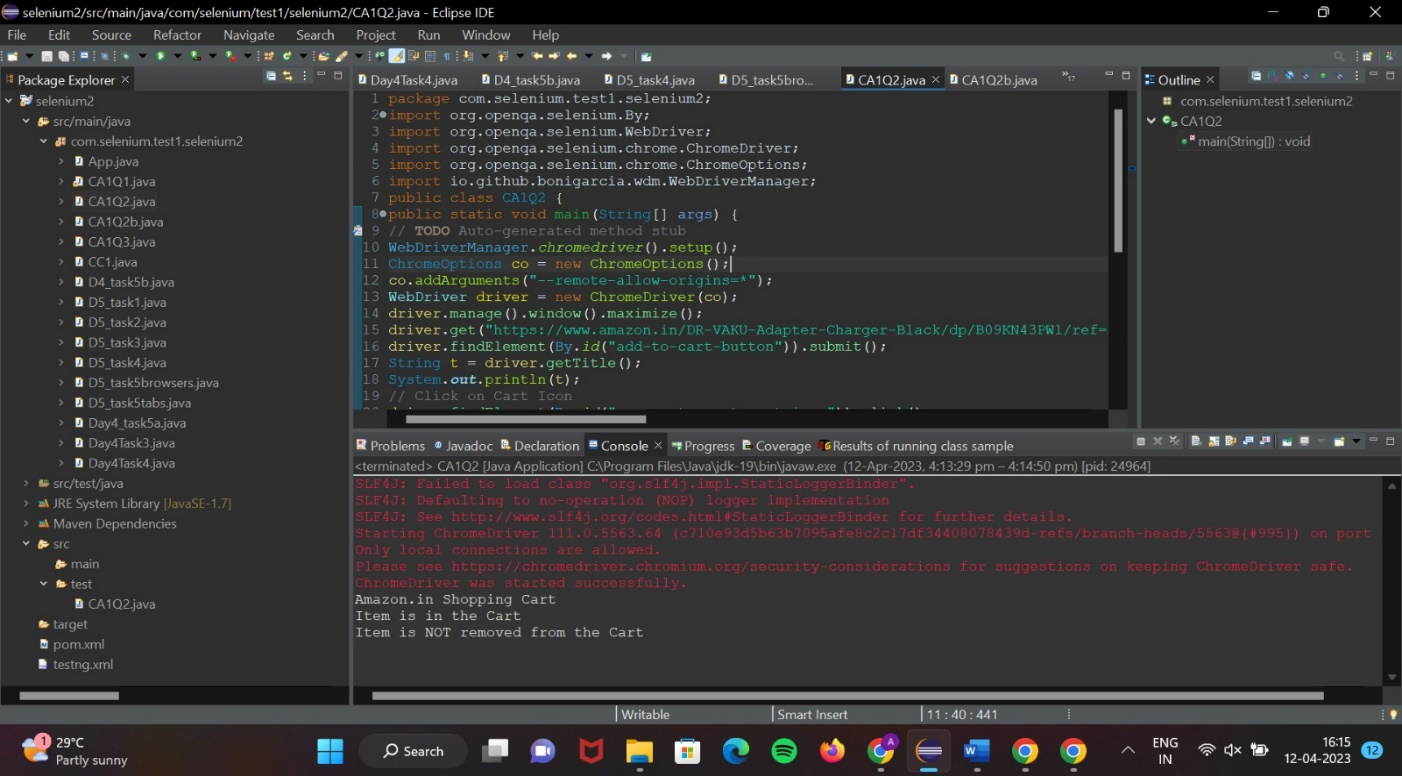 selenium2/src/main/java/com/selenium/test1/selenium2/CA1Q2.java - Eclipse IDE
File Edit Source Refactor Navigate Search Project Run Window Help
Package Explorer
selenium2
src/main/java
com.selenium.test1.selenium2
App.java
CA1Q1.java
CA1Q2.java
CA1Q2b.java
CA1Q3.java
CC1.java
D4_task5b.java
D5_task1.java
D5_task2.java
D5_task3.java
D5_task4.java
D5_task5browsers.java
D5_task5tabs.java
Day4_task5a.java
Day4Task3.java
Day4Task4.java
src/test/java
JRE System Library [JavaSE-1.7]
Maven Dependencies
src
main
test
CA1Q2.java
target
pom.xml
testng.xml
Day4Task4.java D4_task5b.java D5_task4.java D5_task5bro... CA1Q2.java CA1Q2b.java »17
1 package com.selenium.test1.selenium2;
2 import org.openqa.selenium.By;
3 import org.openqa.selenium.WebDriver;
4 import org.openqa.selenium.chrome.ChromeDriver;
5 import org.openqa.selenium.chrome.ChromeOptions;
6 import io.github.bonigarcia.wdm.WebDriverManager;
7 public class CA1Q2 {
8 public static void main(String[] args) {
9 // TODO Auto-generated method stub
10 WebDriverManager.chromedriver().setup();
11 ChromeOptions co = new ChromeOptions();
12 co.addArguments("--remote-allow-origins=*");
13 WebDriver driver = new ChromeDriver(co);
14 driver.manage().window().maximize();
15 driver.get("https://www.amazon.in/DR-VAKU-Adapter-Charger-Black/dp/B09KN43PW1/ref=
16 driver.findElement(By.id("add-to-cart-button")).submit();
17 String t = driver.getTitle();
18 System.out.println(t);
19 // Click on Cart Icon
Outline
com.selenium.test1.selenium2
CA1Q2
main(String[]) : void
Problems Javadoc Declaration Console Progress Coverage Results of running class sample
<terminated> CA1Q2 [Java Application] C:\Program Files\Java\jdk-19\bin\javaw.exe (12-Apr-2023, 4:13:29 pm – 4:14:50 pm) [pid: 24964]
SLF4J: Failed to load class "org.slf4j.impl.StaticLoggerBinder".
SLF4J: Defaulting to no-operation (NOP) logger implementation
SLF4J: See http://www.slf4j.org/codes.html#StaticLoggerBinder for further details.
Starting ChromeDriver 111.0.5563.64 (c710e93d5b63b7095afe8c2c17df34408078439d-refs/branch-heads/5563@{#995}) on port
Only local connections are allowed.
Please see https://chromedriver.chromium.org/security-considerations for suggestions on keeping ChromeDriver safe.
ChromeDriver was started successfully.
Amazon.in Shopping Cart
Item is in the Cart
Item is NOT removed from the Cart
Writable Smart Insert 11 : 40 : 441
1
29°C
Partly sunny
Search
A
ENG
IN
16:15
12-04-2023
12